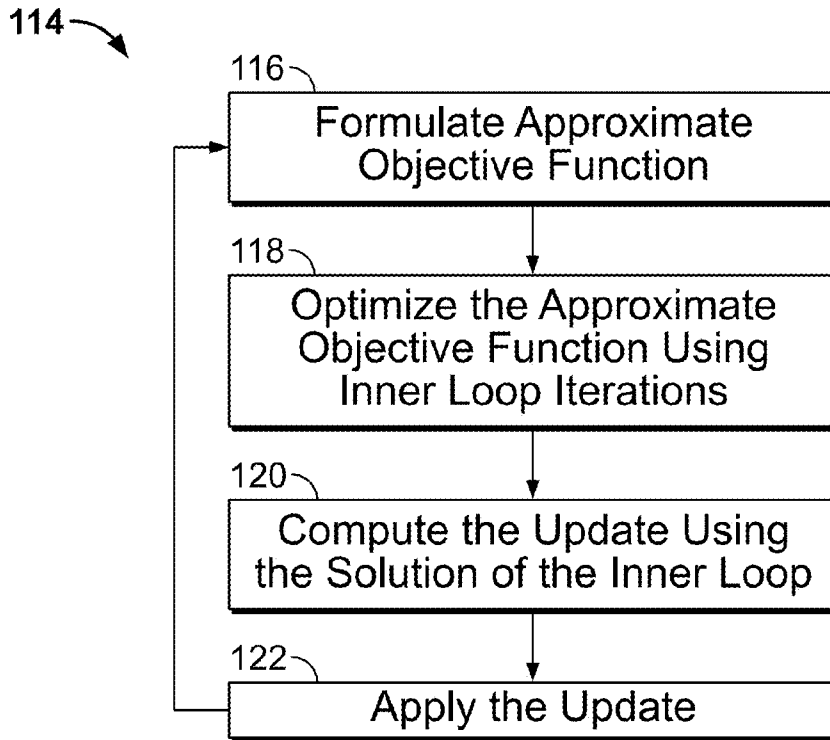 114
116
Formulate Approximate
Objective Function
118
Optimize the Approximate
Objective Function Using
Inner Loop Iterations
120
Compute the Update Using
the Solution of the Inner Loop
122
Apply the Update